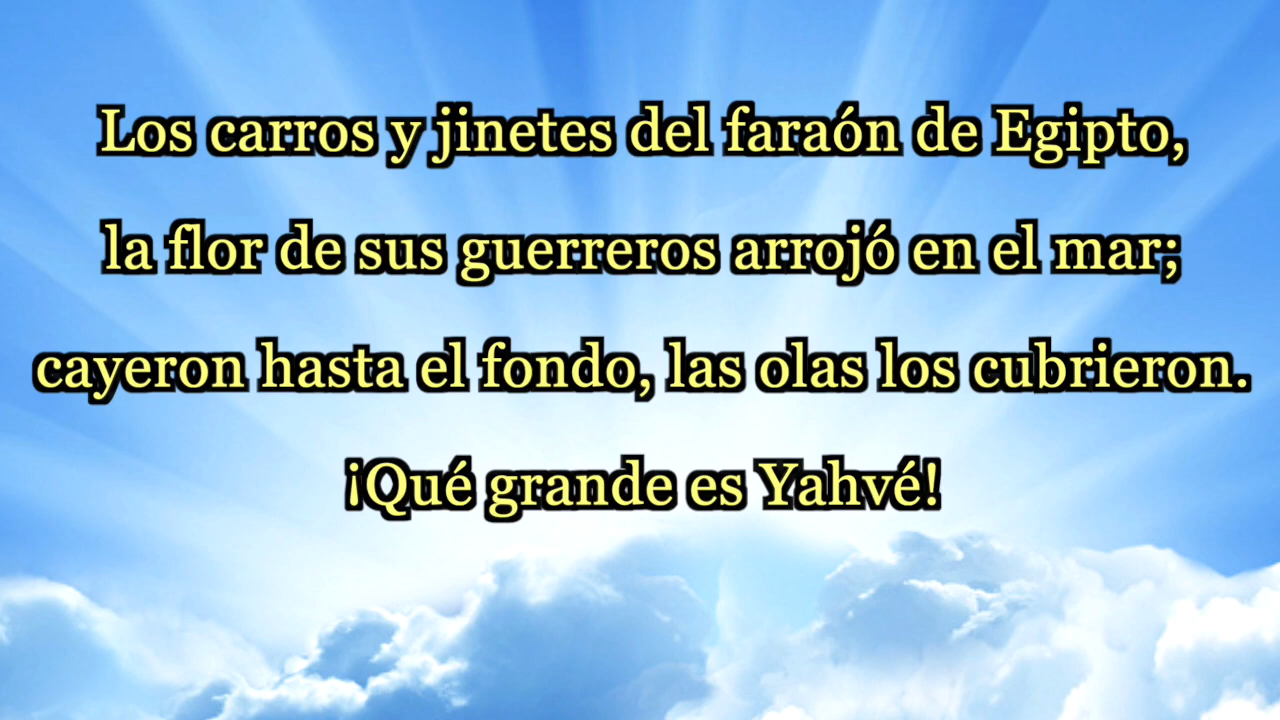 Los carros y jinetes del faraón de Egipto,
la flor de sus guerreros arrojó en el mar;
cayeron hasta el fondo, las olas los cubrieron.
¡Qué grande es Yahvé!